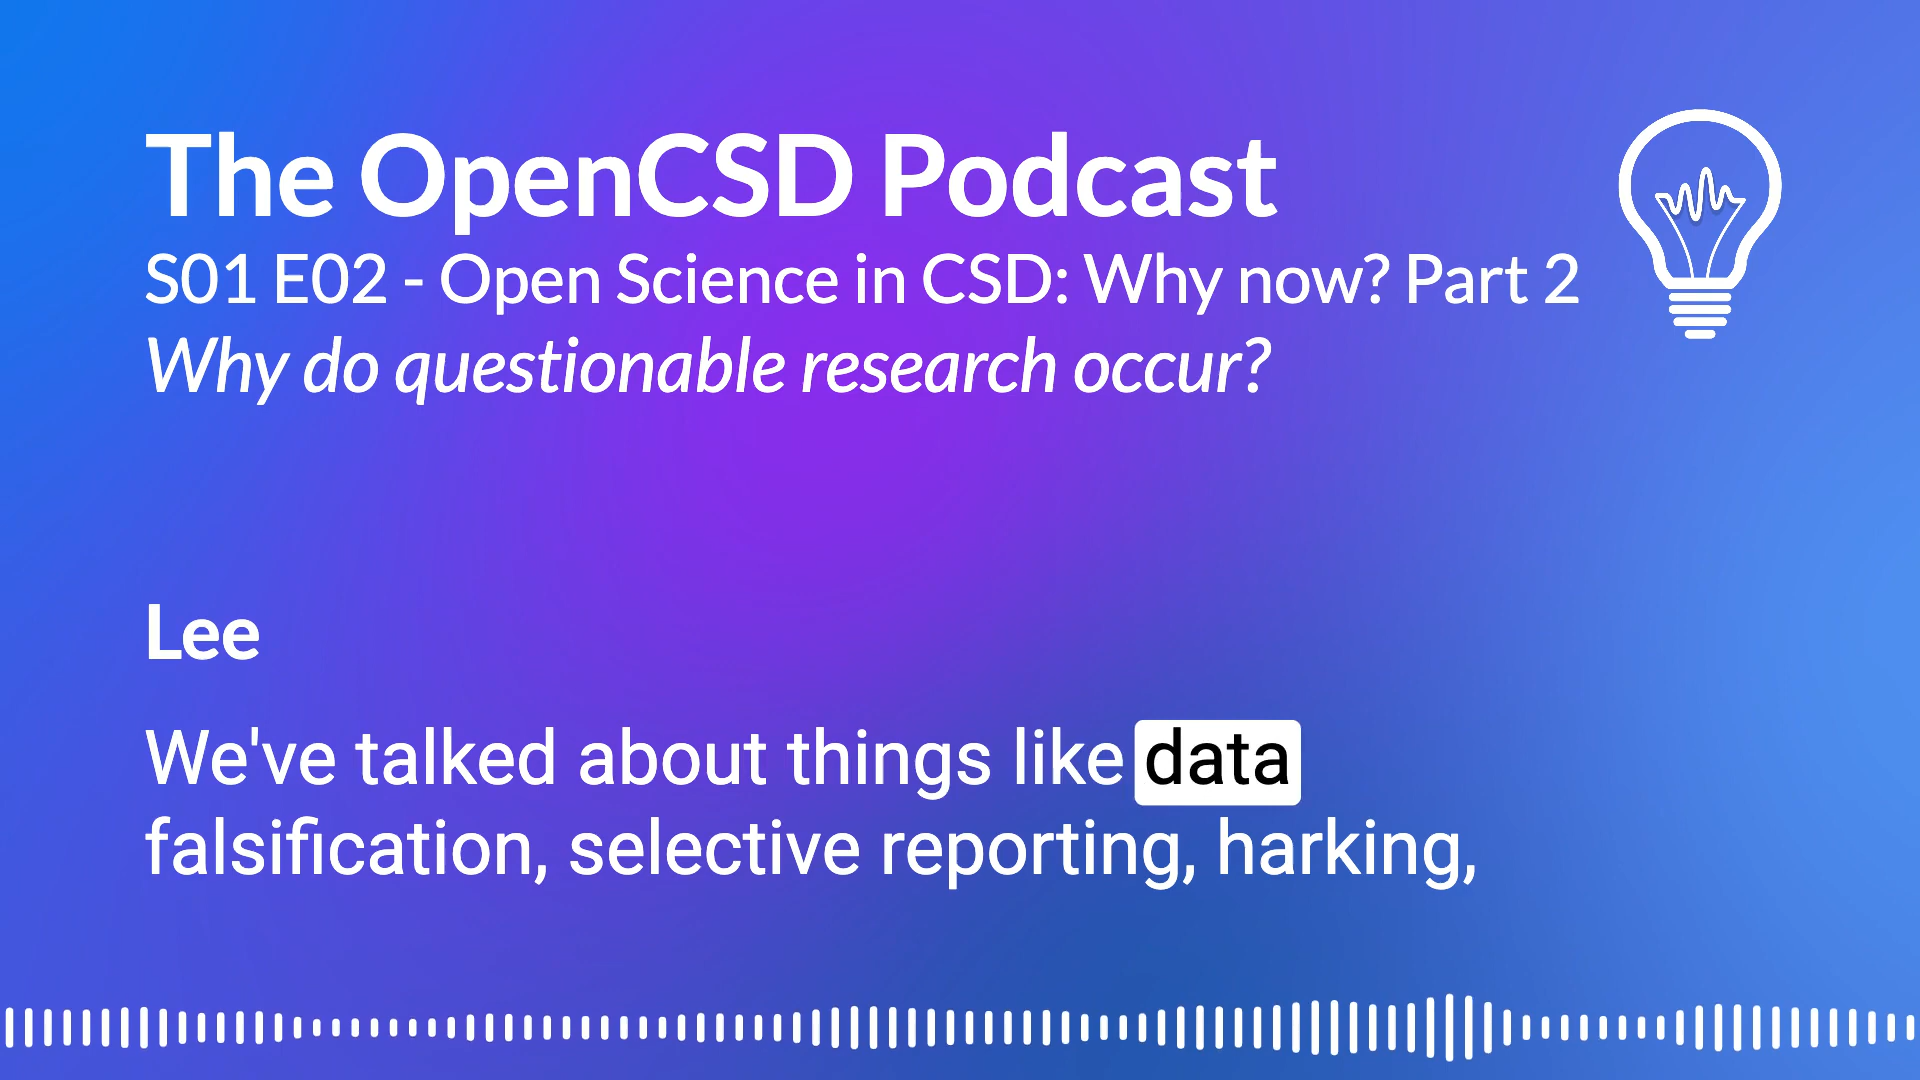 The OpenCSD Podcast
S01 E02 - Open Science in CSD: Why now? Part 2
Why do questionable research occur?
Lee
We've talked about things like data
falsification, selective reporting, harking,